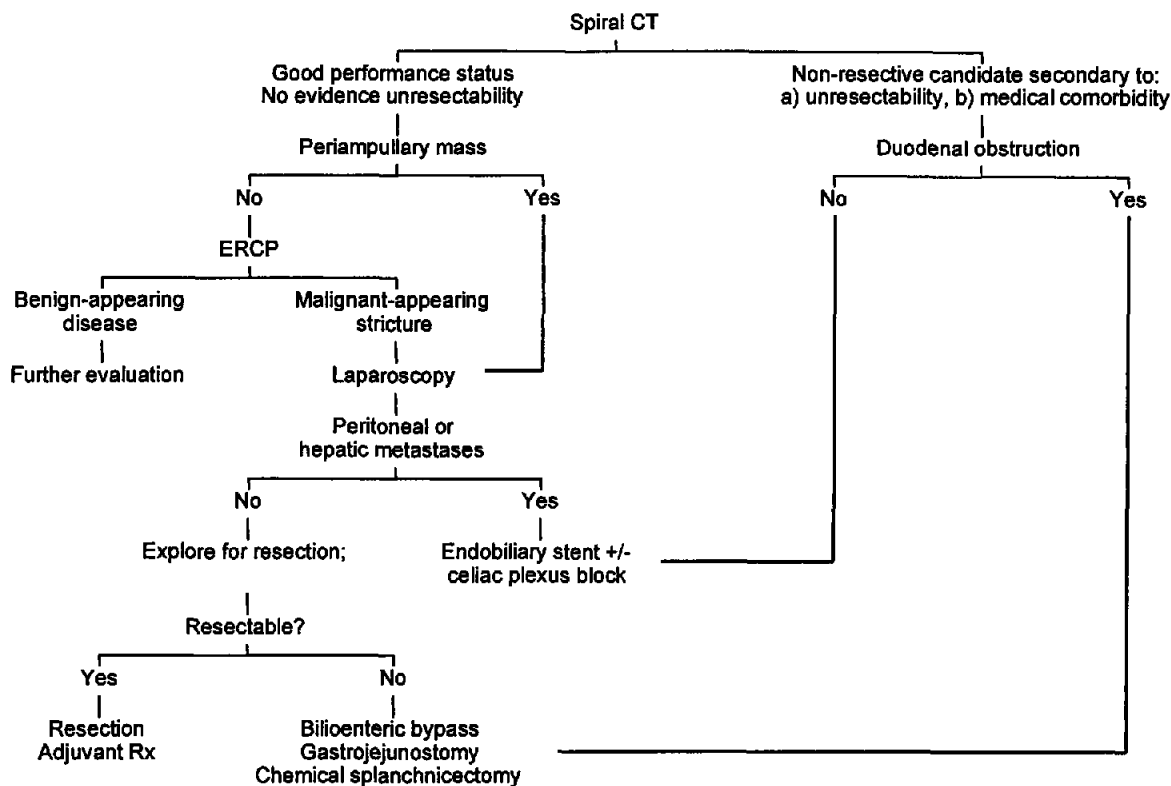 Spiral CT
Good performance status
No evidence unresectability
Non-resective candidate secondary to:
a) unresectability, b) medical comorbidity
Periampullary mass
Duodenal obstruction
No
Yes
No
Yes
ERCP
Benign-appearing
disease
Malignant-appearing
stricture
Further evaluation
Laparoscopy
Peritoneal or
hepatic metastases
No
Yes
Explore for resection;
Endobiliary stent +/-
celiac plexus block
Resectable?
Yes
No
Resection
Adjuvant Rx
Bilioenteric bypass
Gastrojejunostomy
Chemical splanchnicectomy